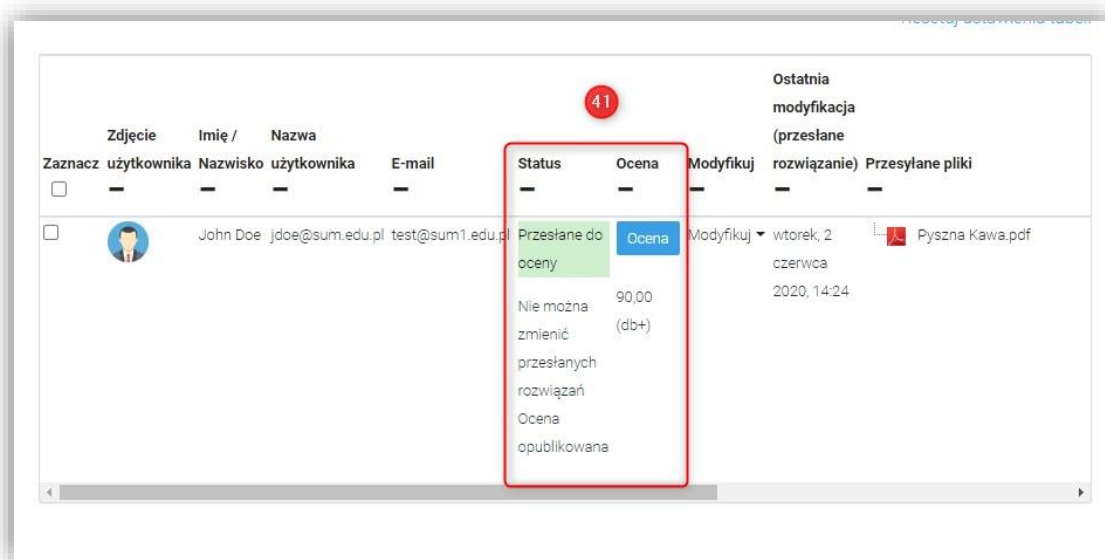 Resetuj ustawienia tabeli
41
Zaznacz
Zdjęcie
użytkownika
Imię /
Nazwisko
Nazwa
użytkownika
E-mail
Status
Ocena
Modyfikuj
Ostatnia
modyfikacja
(przesłane
rozwiązanie)
Przesyłane pliki
John Doe
jdoe@sum.edu.pl
test@sum1.edu.pl
Przesłane do
oceny
Nie można
zmienić
przesłanych
rozwiązań
Ocena
opublikowana
Ocena
90,00
(db+)
Modyfikuj
wtorek, 2
czerwca
2020, 14:24
Pyszna Kawa.pdf